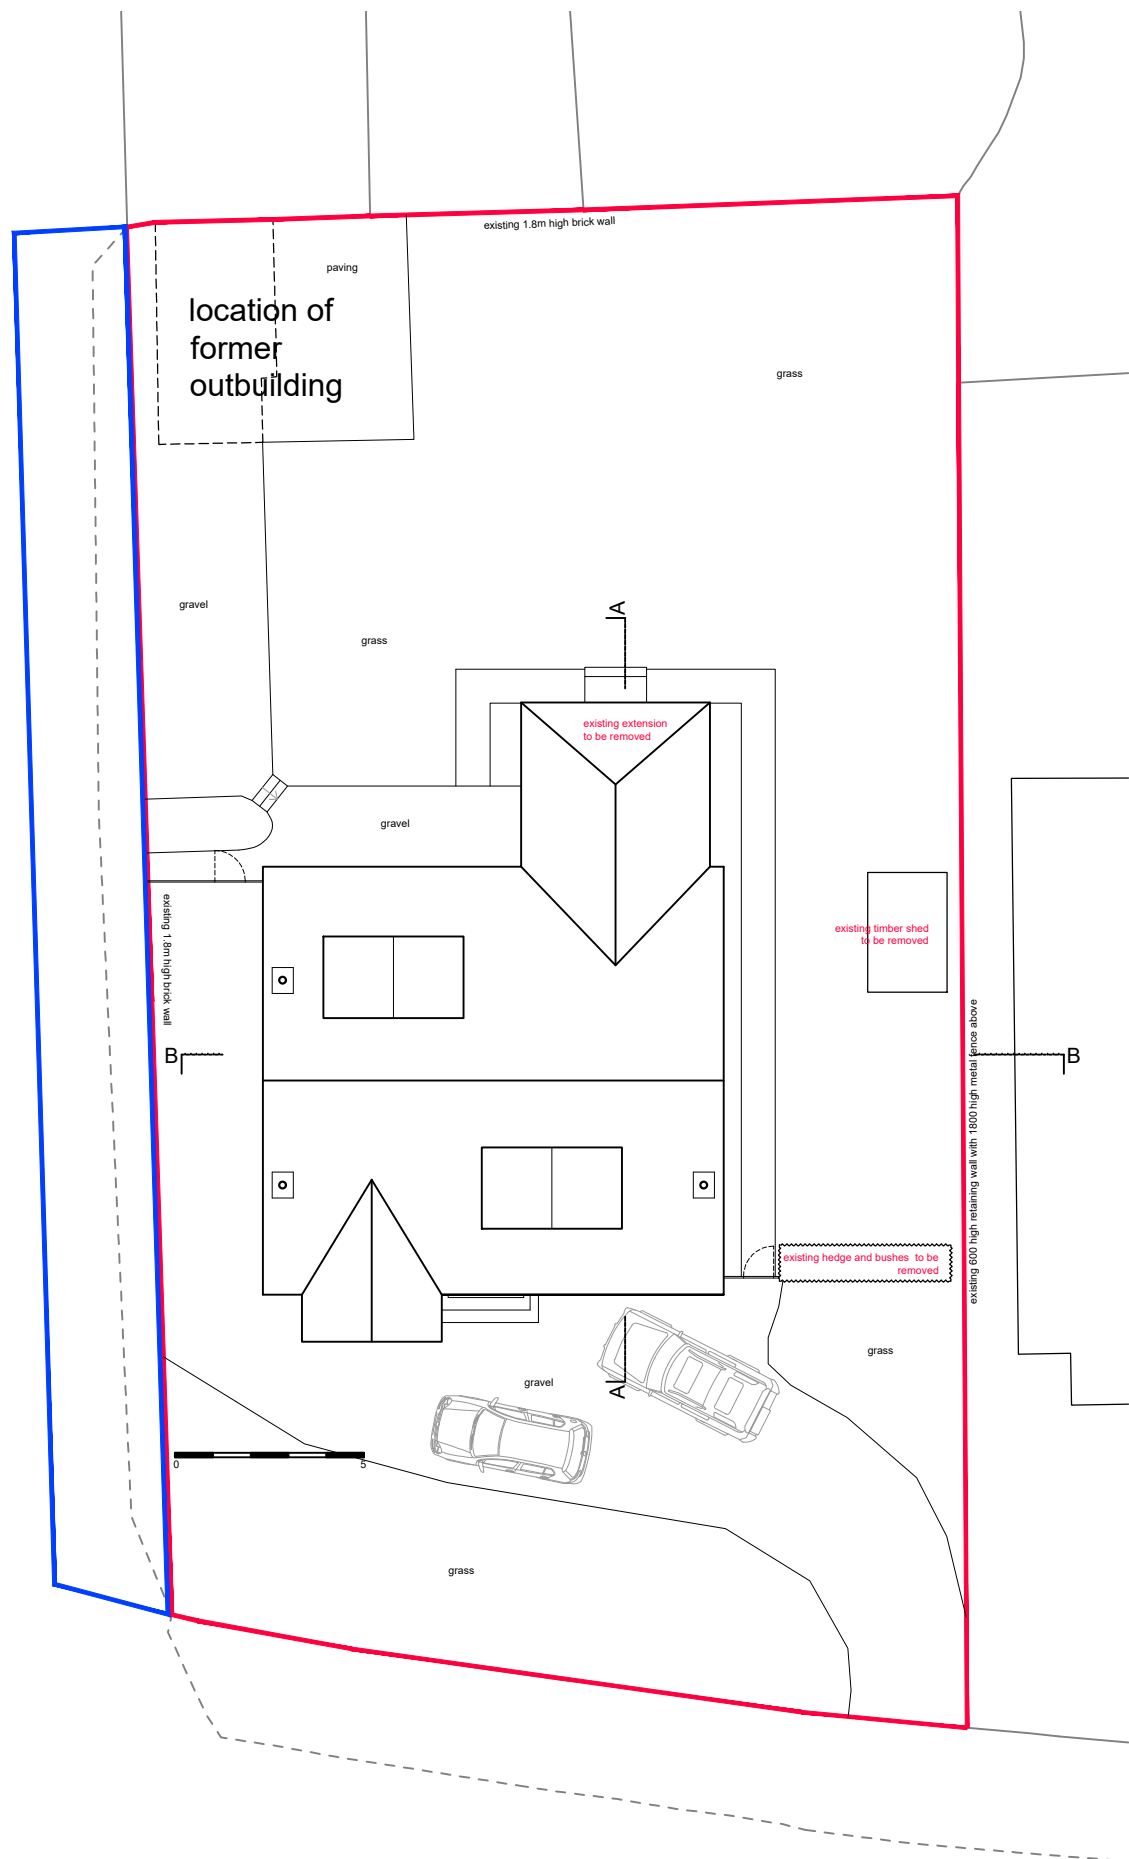 existing 1.8m high brick wall
paving
location of
former
outbuilding
grass
gravel
grass
A
existing extension
to be removed
gravel
existing timber shed
to be removed
existing 1.8m high brick wall
B
B
existing 600 high retaining wall with 1800 high metal fence above
existing hedge and bushes to be
removed
grass
gravel
A
0
5
grass